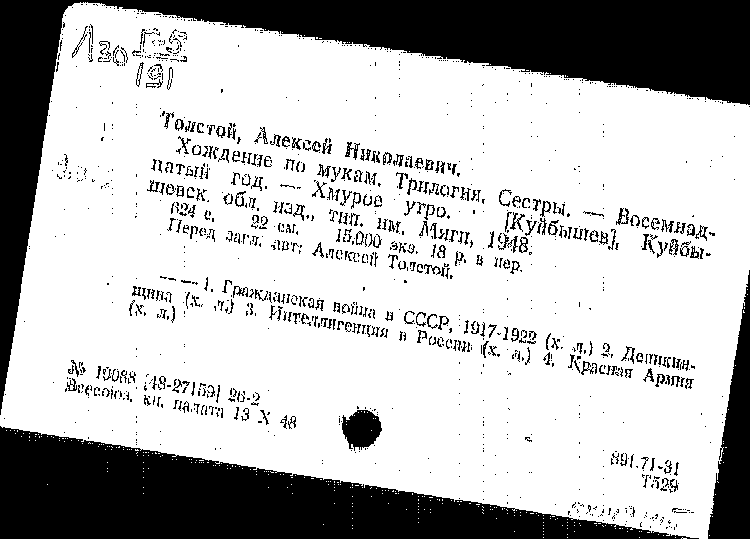 Л30 Г-5
191
Толстой, Алексей Николаевич.
Хождение по мукам. Трилогия. Сестры. — Восемнад-
цатый год. — Хмурое утро. [Куйбышев], Куйбы-
шевск. обл. изд., тип. им. Мяги, 1948.
624 с. 22 см. 15.000 экз. 18 р. в пер.
Перед загл. авт: Алексей Толстой.
— — 1. Гражданская война в СССР, 1917-1922 (х. л.) 2. Деникин-
щина (х. л.) 3. Интеллигенция в России (х. л.) 4. Красная Армия
(х. л.)
№ 10088 [48-27159] 26-2
Всесоюз. кн. палата 13 X 48
891.71-31
Т529